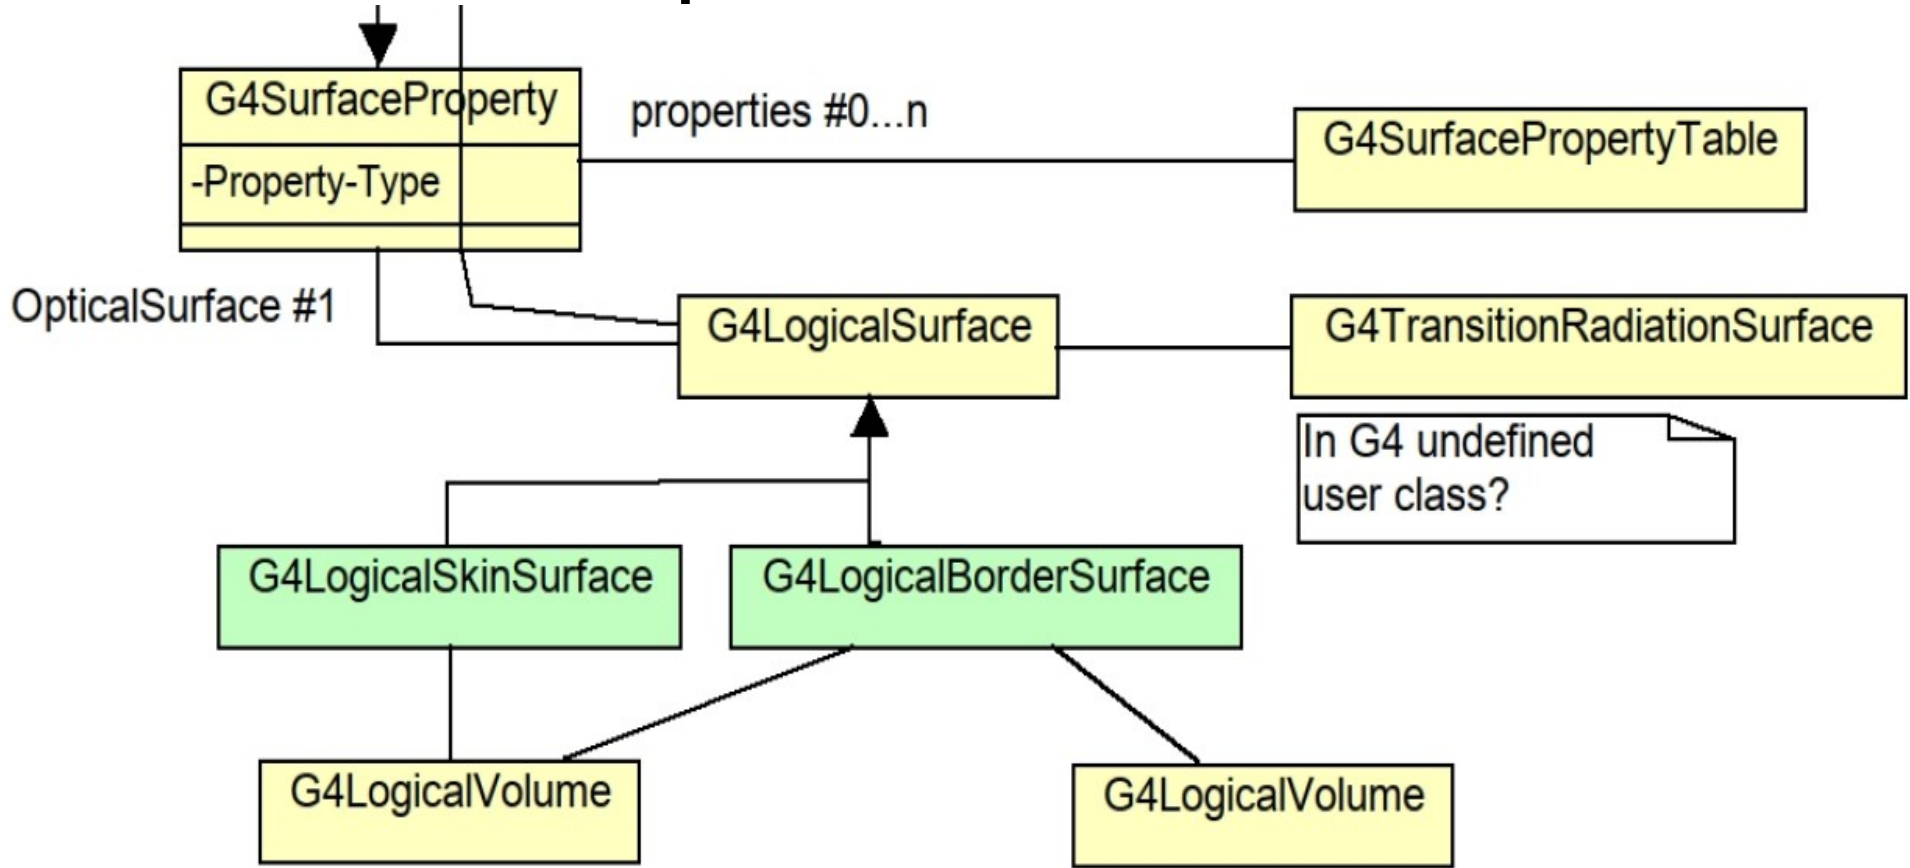 G4SurfaceProperty
properties #0...n
G4SurfacePropertyTable
-Property-Type
OpticalSurface #1
G4LogicalSurface
G4TransitionRadiationSurface
In G4 undefined
user class?
G4LogicalSkinSurface
G4LogicalBorderSurface
G4LogicalVolume
G4LogicalVolume